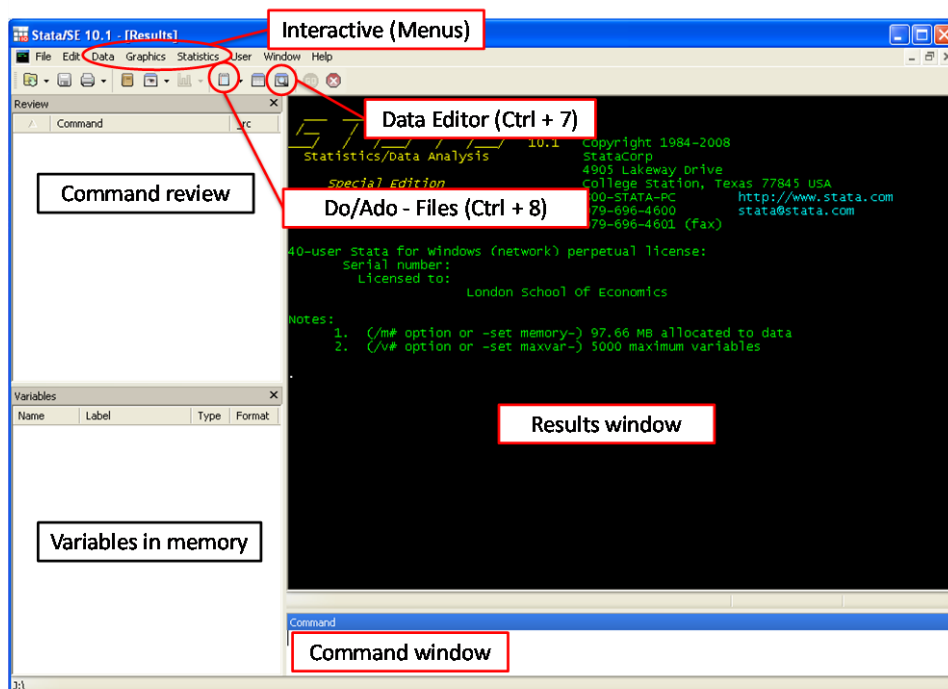 Stata/SE 10.1 - [Results]
Interactive (Menus)
File Edit Data Graphics Statistics User Window Help
Review
Command
Data Editor (Ctrl + 7)
10.1 Copyright 1984-2008
Statistics/Data Analysis StataCorp
4905 Lakeway Drive
Special Edition College Station, Texas 77845 USA
Command review
http://www.stata.com
Do/Ado - Files (Ctrl + 8)
979-696-4600 stata@stata.com
979-696-4601 (fax)
40-user Stata for Windows (network) perpetual license:
Serial number:
Licensed to:
London School of Economics
Notes:
1. (/m# option or -set memory-) 97.66 MB allocated to data
2. (/v# option or -set maxvar-) 5000 maximum variables
.
Variables
Name Label Type Format
Results window
Variables in memory
Command
Command window
J:\